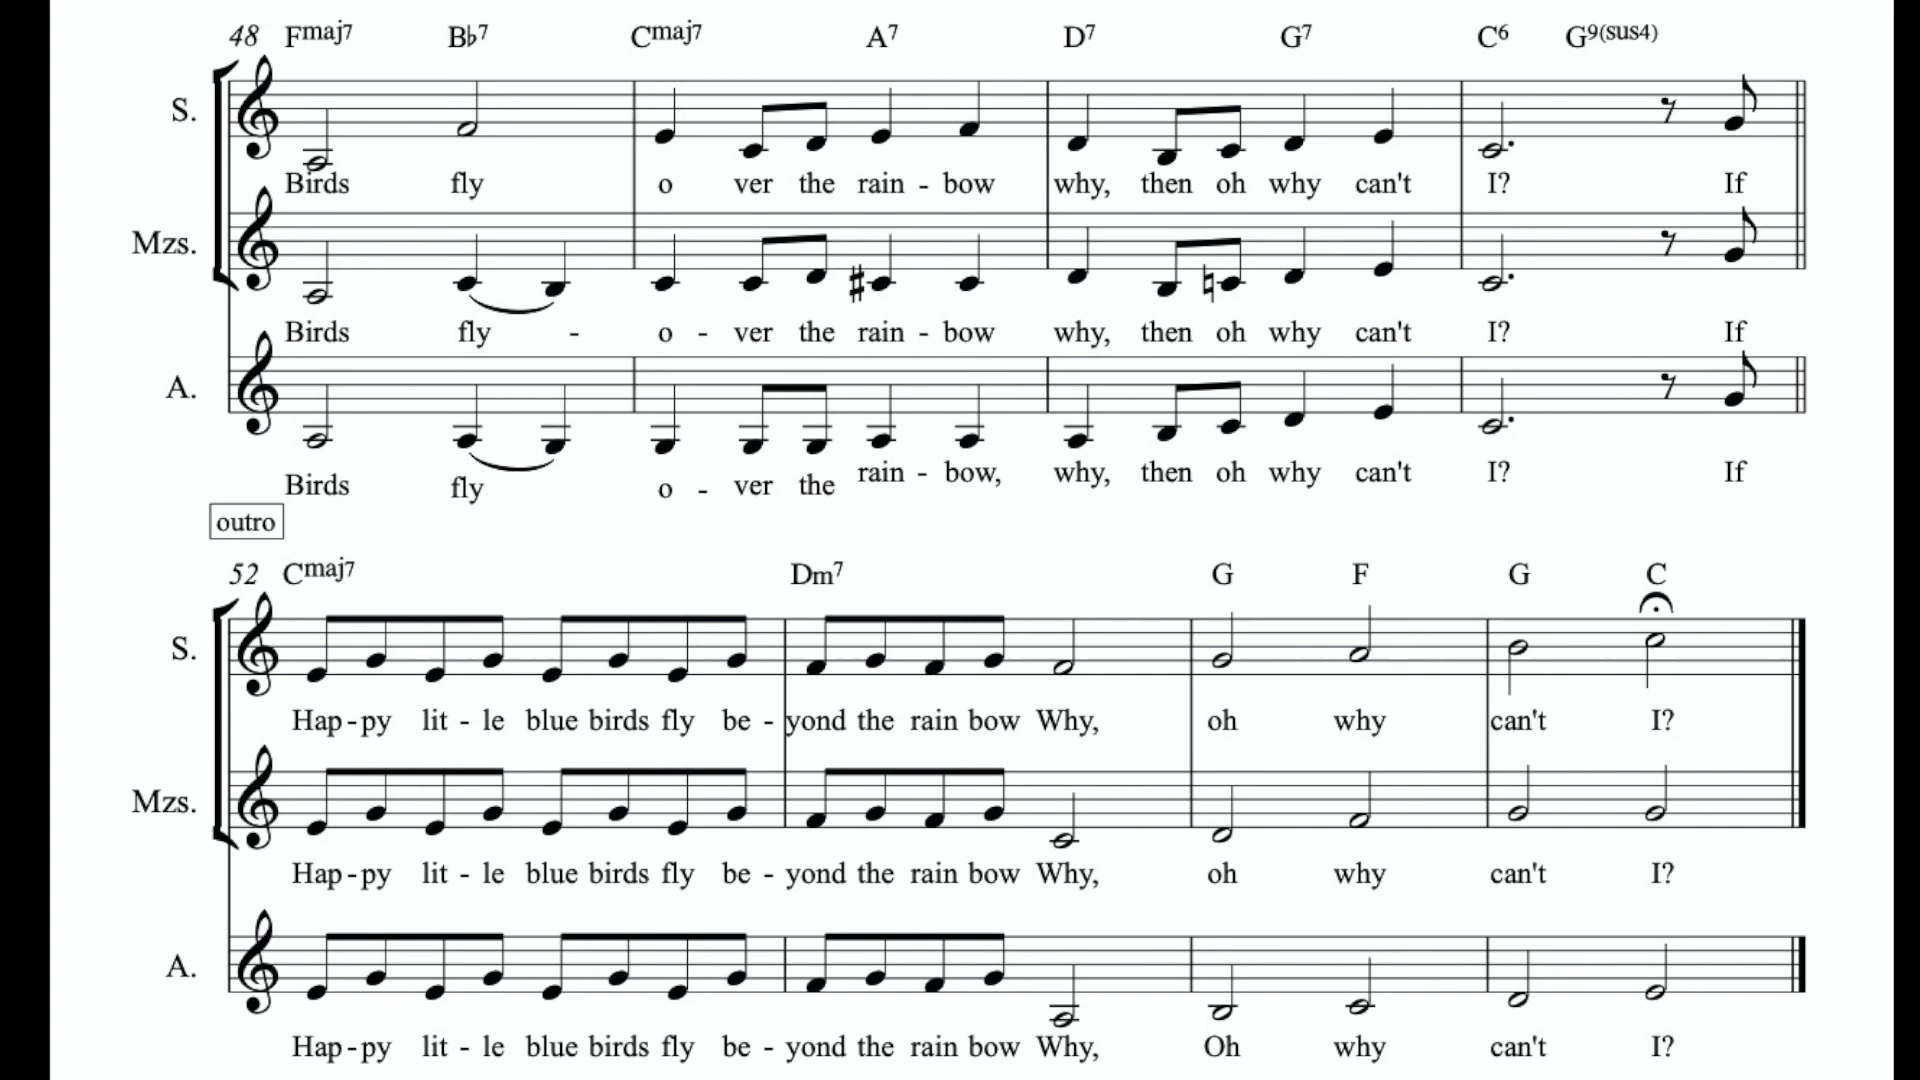 48 Fmaj7 B♭7 Cmaj7 A7 D7 G7 C6 G9(sus4)
S.
Birds fly o ver the rain - bow why, then oh why can't I? If
Mzs.
Birds fly - o - ver the rain - bow why, then oh why can't I? If
A.
Birds fly o - ver the rain - bow, why, then oh why can't I? If
outro
52 Cmaj7 Dm7 G F G C
S.
Hap - py lit - le blue birds fly be - yond the rain bow Why, oh why can't I?
Mzs.
Hap - py lit - le blue birds fly be - yond the rain bow Why, oh why can't I?
A.
Hap - py lit - le blue birds fly be - yond the rain bow Why, Oh why can't I?